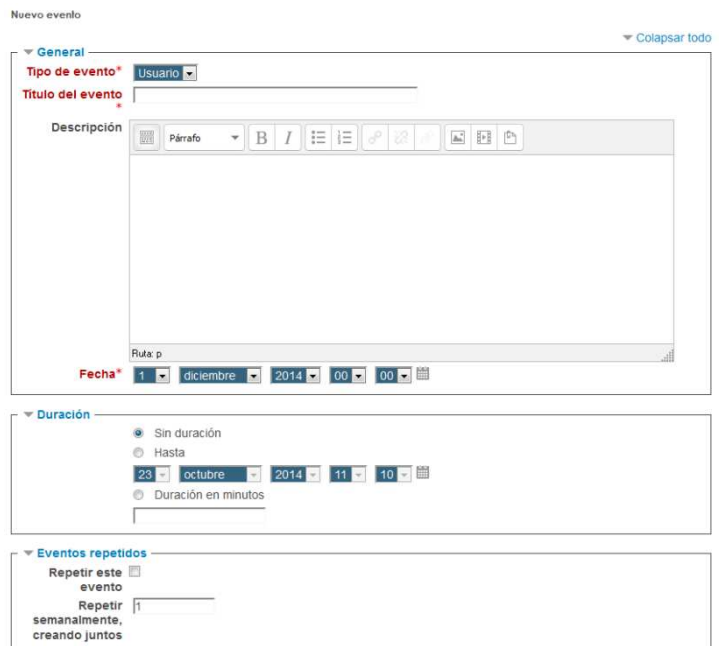 Nuevo evento
Colapsar todo
General
Tipo de evento* Usuario
Título del evento
*
Descripción
Párrafo B I
Ruta: p
Fecha* 1 diciembre 2014 00 00
Duración
Sin duración
Hasta
23 octubre 2014 11 10
Duración en minutos
Eventos repetidos
Repetir este
evento
Repetir 1
semanalmente,
creando juntos